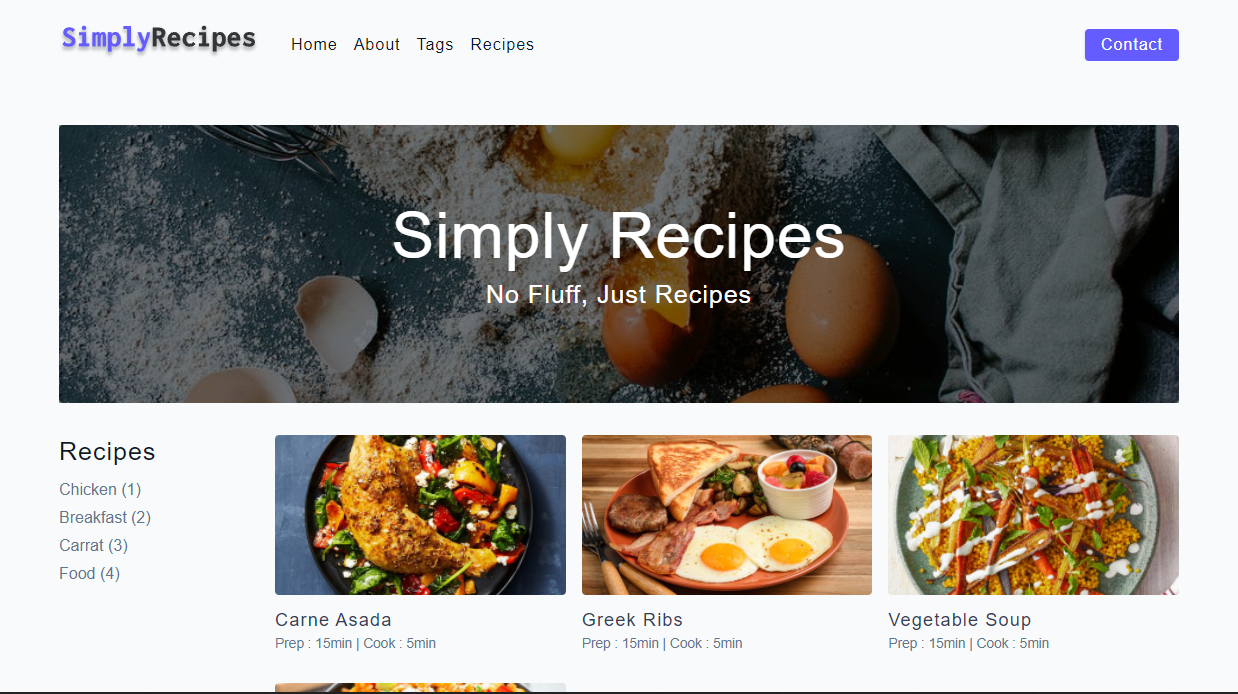 SimplyRecipes Home About Tags Recipes Contact
Simply Recipes
No Fluff, Just Recipes
Recipes
Chicken (1)
Breakfast (2)
Carrat (3)
Food (4)
Carne Asada
Prep : 15min | Cook : 5min
Greek Ribs
Prep : 15min | Cook : 5min
Vegetable Soup
Prep : 15min | Cook : 5min